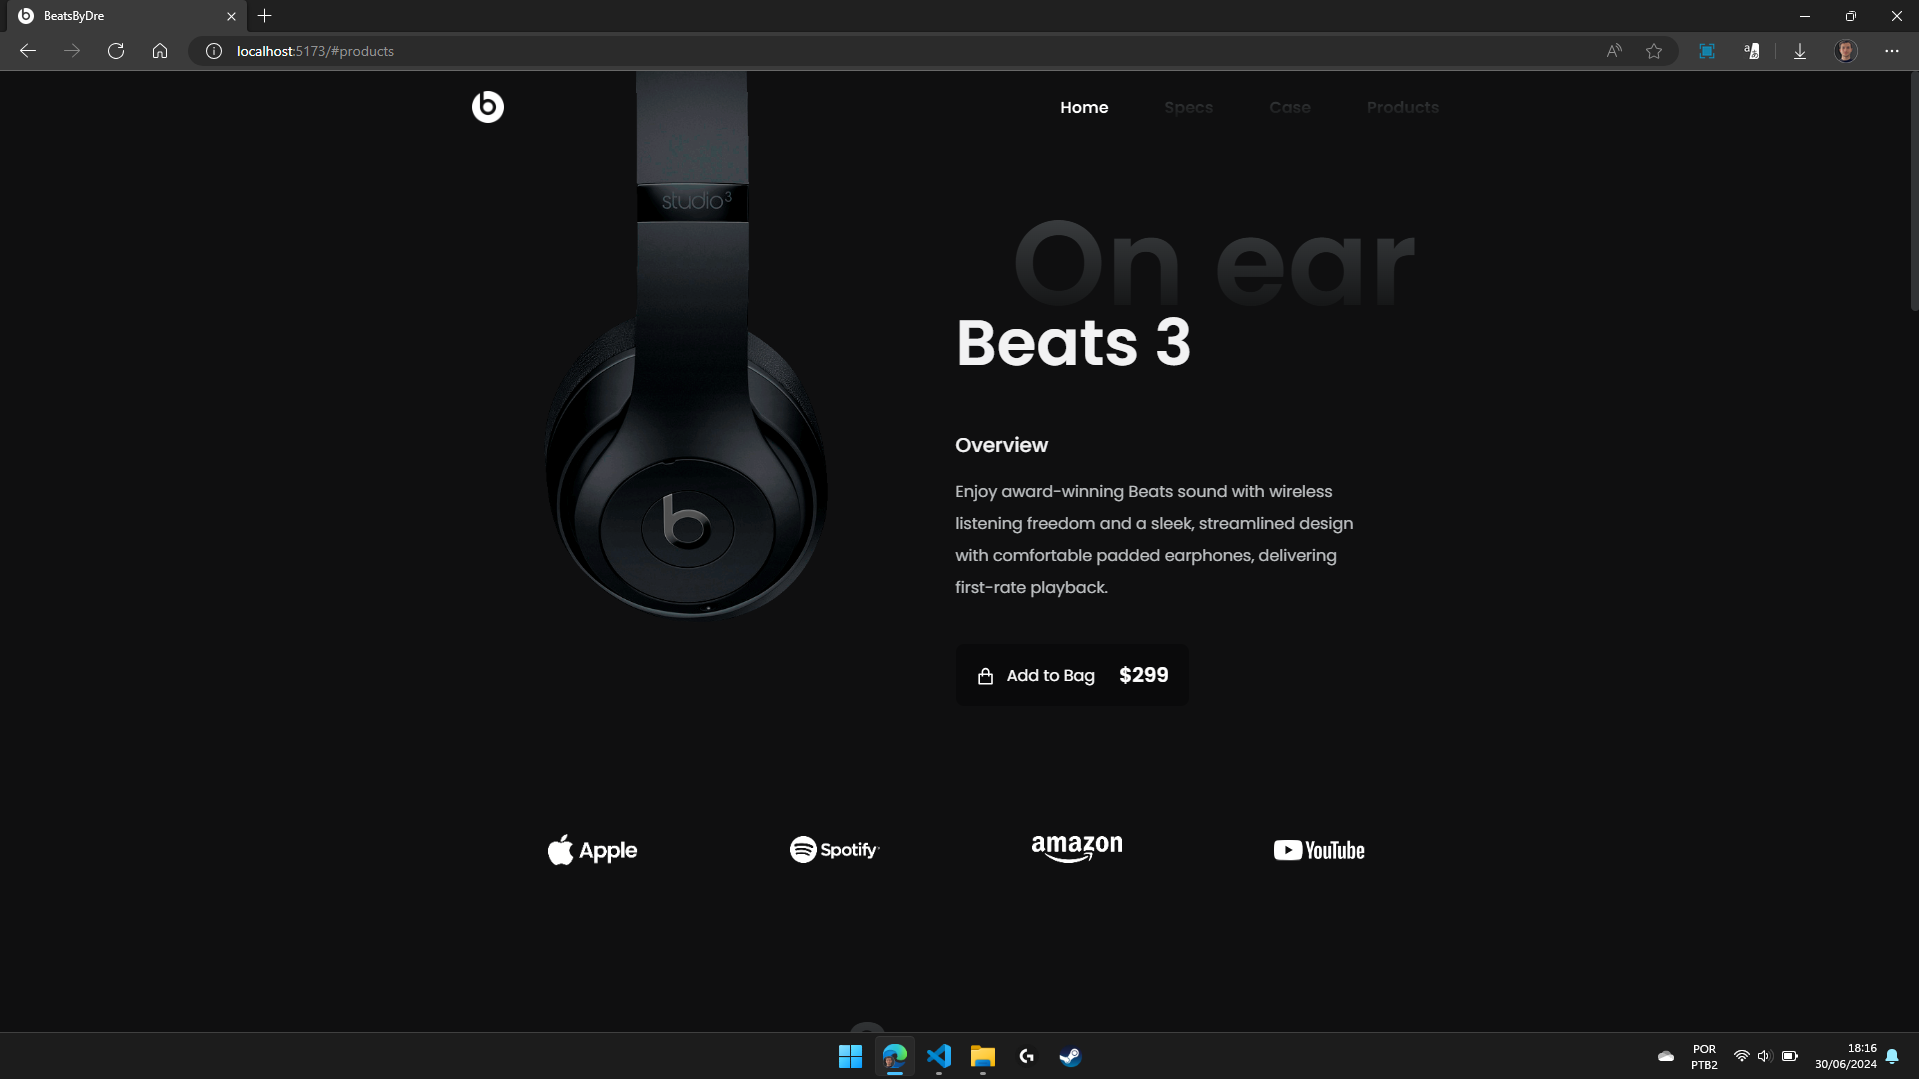 BeatsByDre
localhost:5173/#products
Home Specs Case Products
studio3
On ear
Beats 3
Overview
Enjoy award-winning Beats sound with wireless
listening freedom and a sleek, streamlined design
with comfortable padded earphones, delivering
first-rate playback.
Add to Bag $299
Apple Spotify amazon YouTube
POR
PTB2
18:16
30/06/2024